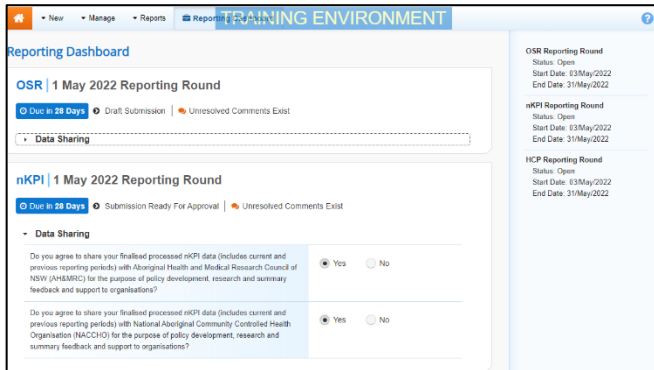 New Manage Reports Reporting Dashboard
TRAINING ENVIRONMENT
Reporting Dashboard
OSR | 1 May 2022 Reporting Round
Due in 28 Days Draft Submission | Unresolved Comments Exist
Data Sharing
nKPI | 1 May 2022 Reporting Round
Due in 28 Days Submission Ready For Approval | Unresolved Comments Exist
Data Sharing
Do you agree to share your finalised processed nKPI data (includes current and
previous reporting periods) with Aboriginal Health and Medical Research Council of
NSW (AH&MRC) for the purpose of policy development, research and summary
feedback and support to organisations?
Yes No
Do you agree to share your finalised processed nKPI data (includes current and
previous reporting periods) with National Aboriginal Community Controlled Health
Organisation (NACCHO) for the purpose of policy development, research and
summary feedback and support to organisations?
Yes No
OSR Reporting Round
Status: Open
Start Date: 03/May/2022
End Date: 31/May/2022
nKPI Reporting Round
Status: Open
Start Date: 03/May/2022
End Date: 31/May/2022
HCP Reporting Round
Status: Open
Start Date: 03/May/2022
End Date: 31/May/2022